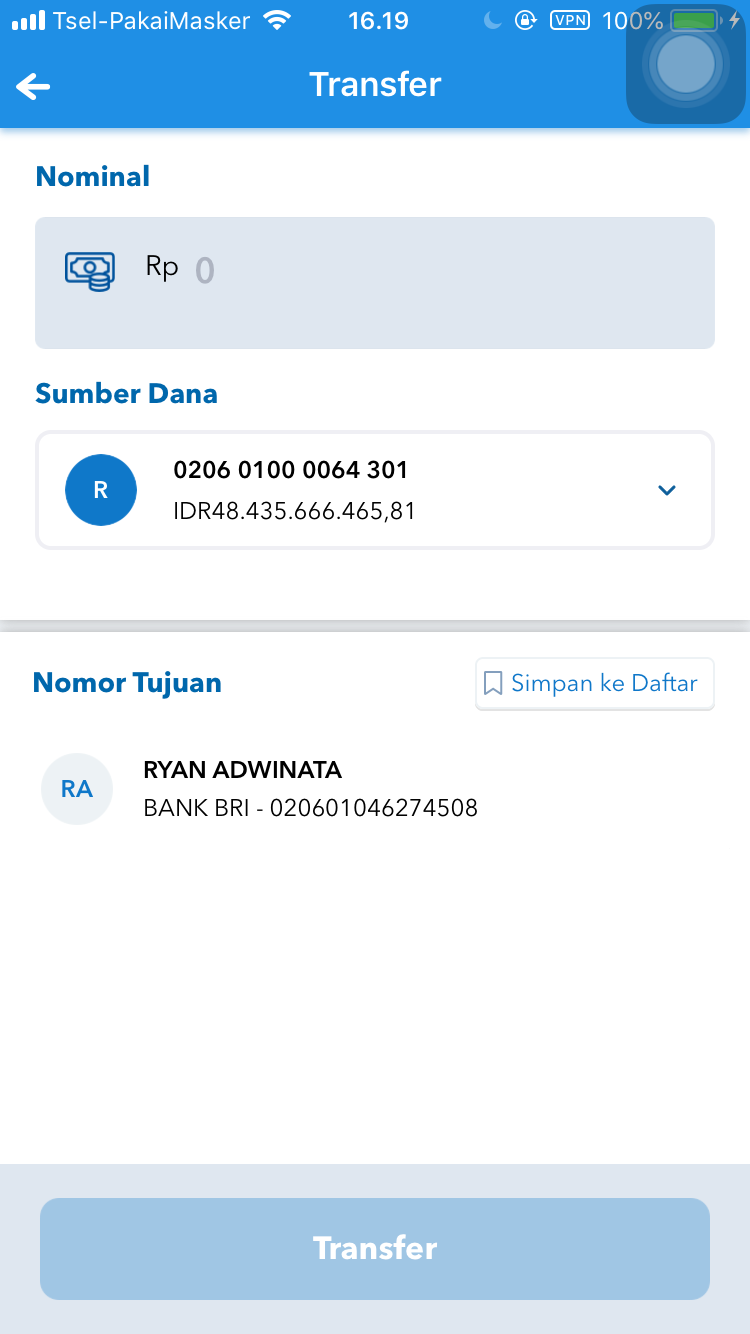 Tsel-PakaiMasker 16.19 VPN 100%
Transfer
Nominal
Rp 0
Sumber Dana
R
0206 0100 0064 301
IDR48.435.666.465,81
Nomor Tujuan
Simpan ke Daftar
RA
RYAN ADWINATA
BANK BRI - 020601046274508
Transfer